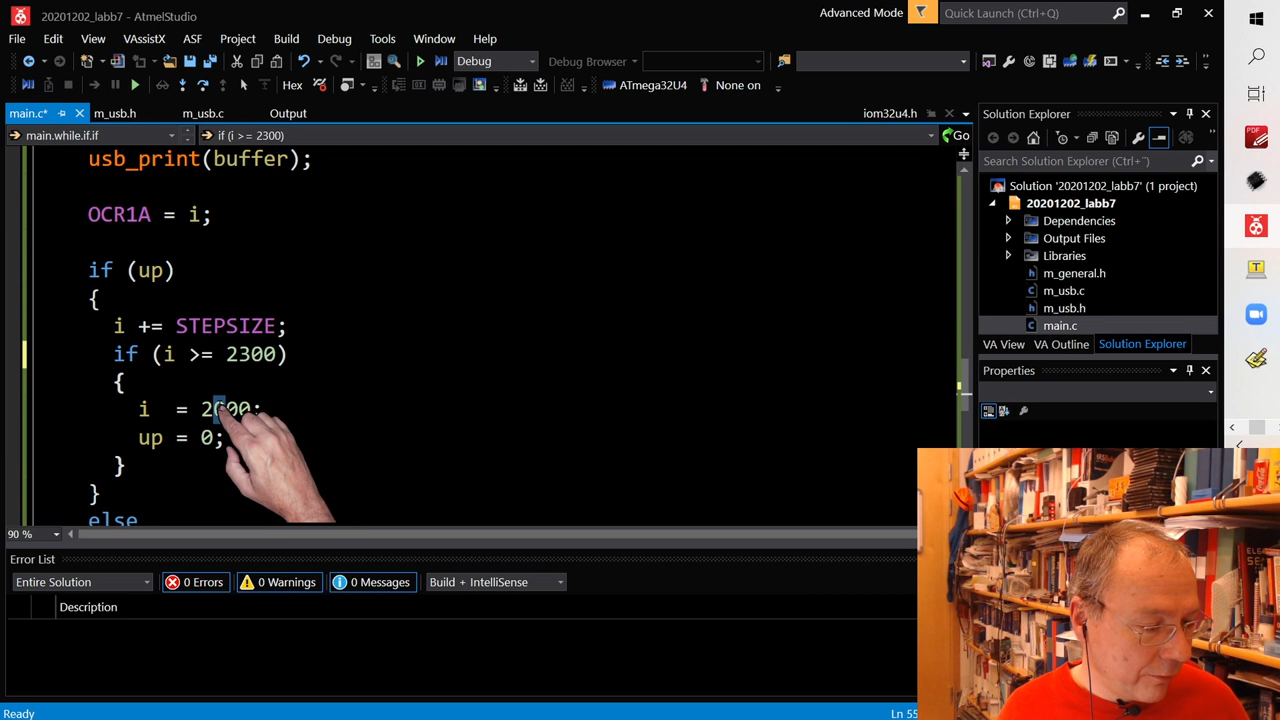 20201202_labb7 - AtmelStudio
Advanced Mode
Quick Launch (Ctrl+Q)
File Edit View VAssistX ASF Project Build Debug Tools Window Help
Debug
Debug Browser
Hex
ATmega32U4
None on
main.c*
m_usb.h
m_usb.c
Output
iom32u4.h
main.while.if.if
if (i >= 2300)
Go
usb_print(buffer);
OCR1A = i;
if (up)
{
i += STEPSIZE;
if (i >= 2300)
{
i = 2000;
up = 0;
}
}
else
90 %
Error List
Entire Solution
0 Errors
0 Warnings
0 Messages
Build + IntelliSense
Description
Ready
Ln 55
Solution Explorer
Search Solution Explorer (Ctrl+¨)
Solution '20201202_labb7' (1 project)
20201202_labb7
Dependencies
Output Files
Libraries
m_general.h
m_usb.c
m_usb.h
main.c
VA View
VA Outline
Solution Explorer
Properties
PDF
T